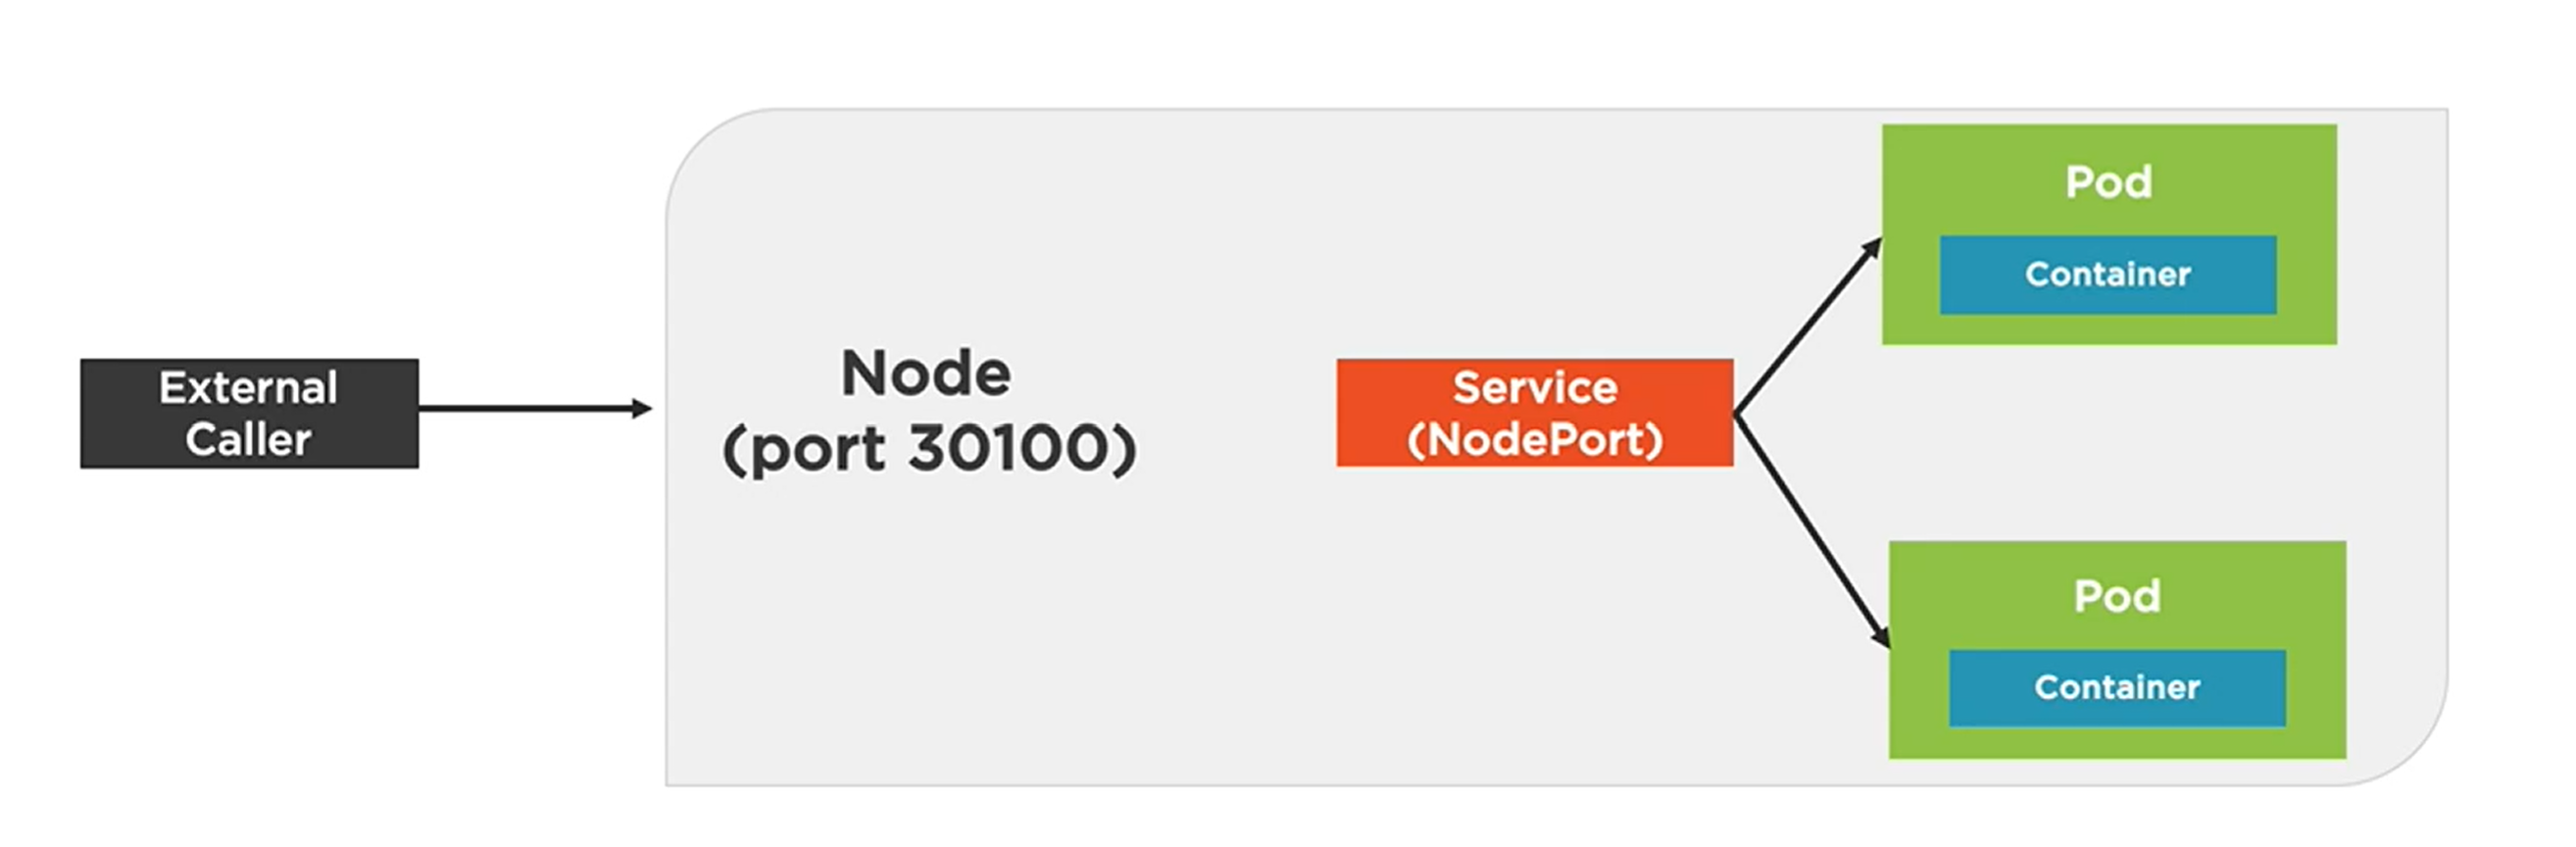 External
Caller
Node
(port 30100)
Service
(NodePort)
Pod
Container
Pod
Container